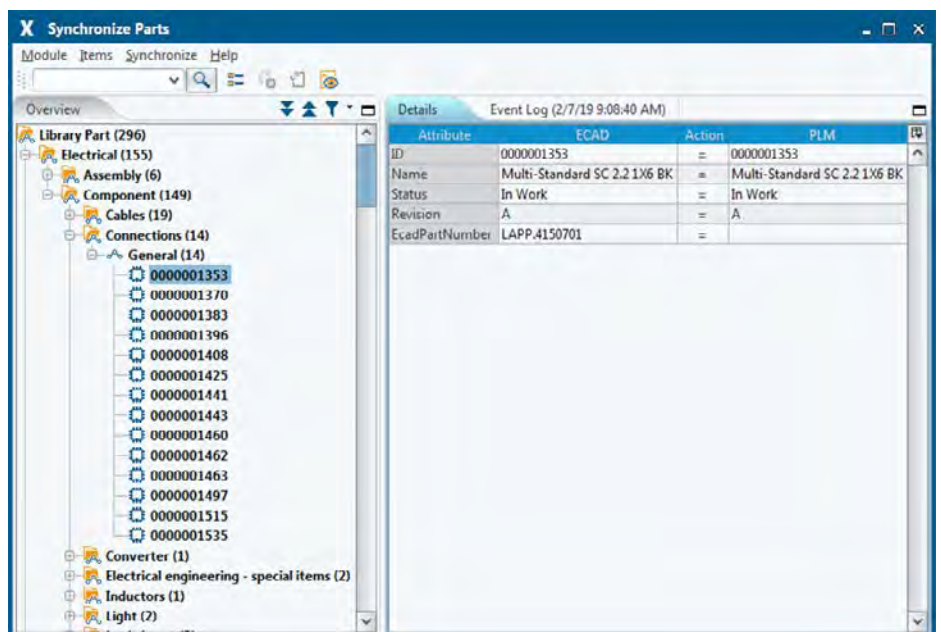 X Synchronize Parts
Module Items Synchronize Help
Overview
Library Part (296)
Electrical (155)
Assembly (6)
Component (149)
Cables (19)
Connections (14)
General (14)
0000001353
0000001370
0000001383
0000001396
0000001408
0000001425
0000001441
0000001443
0000001460
0000001462
0000001463
0000001497
0000001515
0000001535
Converter (1)
Electrical engineering - special items (2)
Inductors (1)
Light (2)
Details Event Log (2/7/19 9:08:40 AM)
Attribute ECAD Action PLM
ID 0000001353 = 0000001353
Name Multi-Standard SC 2.2 1X6 BK = Multi-Standard SC 2.2 1X6 BK
Status In Work = In Work
Revision A = A
EcadPartNumber LAPP.4150701 =